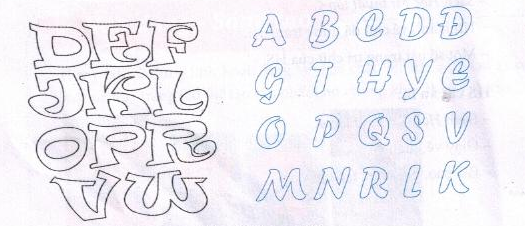 DEF
JKL
OPR
VW
A B C D Đ
G T H Y E
O P Q S V
M N R L K